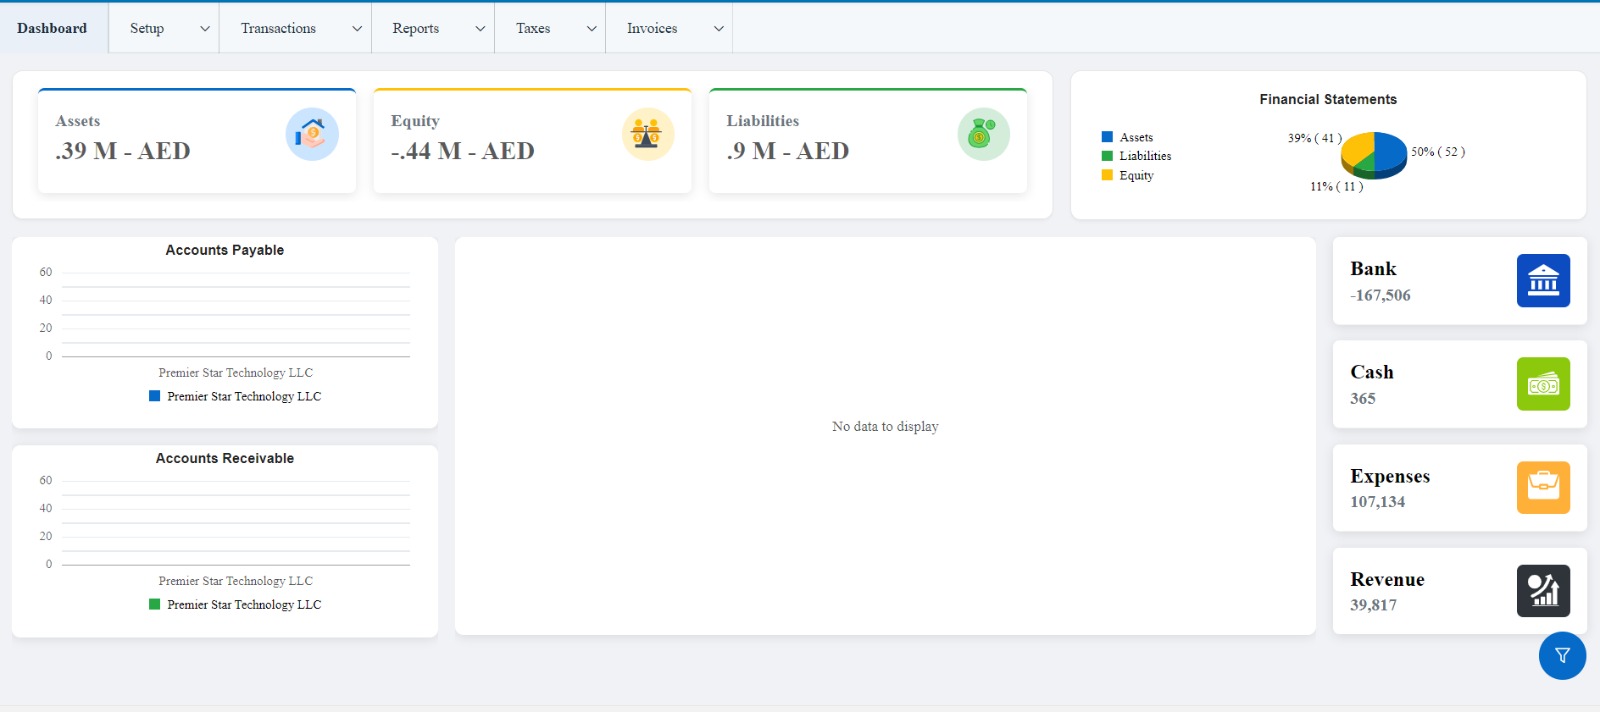 Dashboard Setup Transactions Reports Taxes Invoices
Assets
.39 M - AED
Equity
-.44 M - AED
Liabilities
.9 M - AED
Financial Statements
Assets
Liabilities
Equity
39% ( 41 )
50% ( 52 )
11% ( 11 )
Accounts Payable
60
40
20
0
Premier Star Technology LLC
Premier Star Technology LLC
Accounts Receivable
60
40
20
0
Premier Star Technology LLC
Premier Star Technology LLC
No data to display
Bank
-167,506
Cash
365
Expenses
107,134
Revenue
39,817